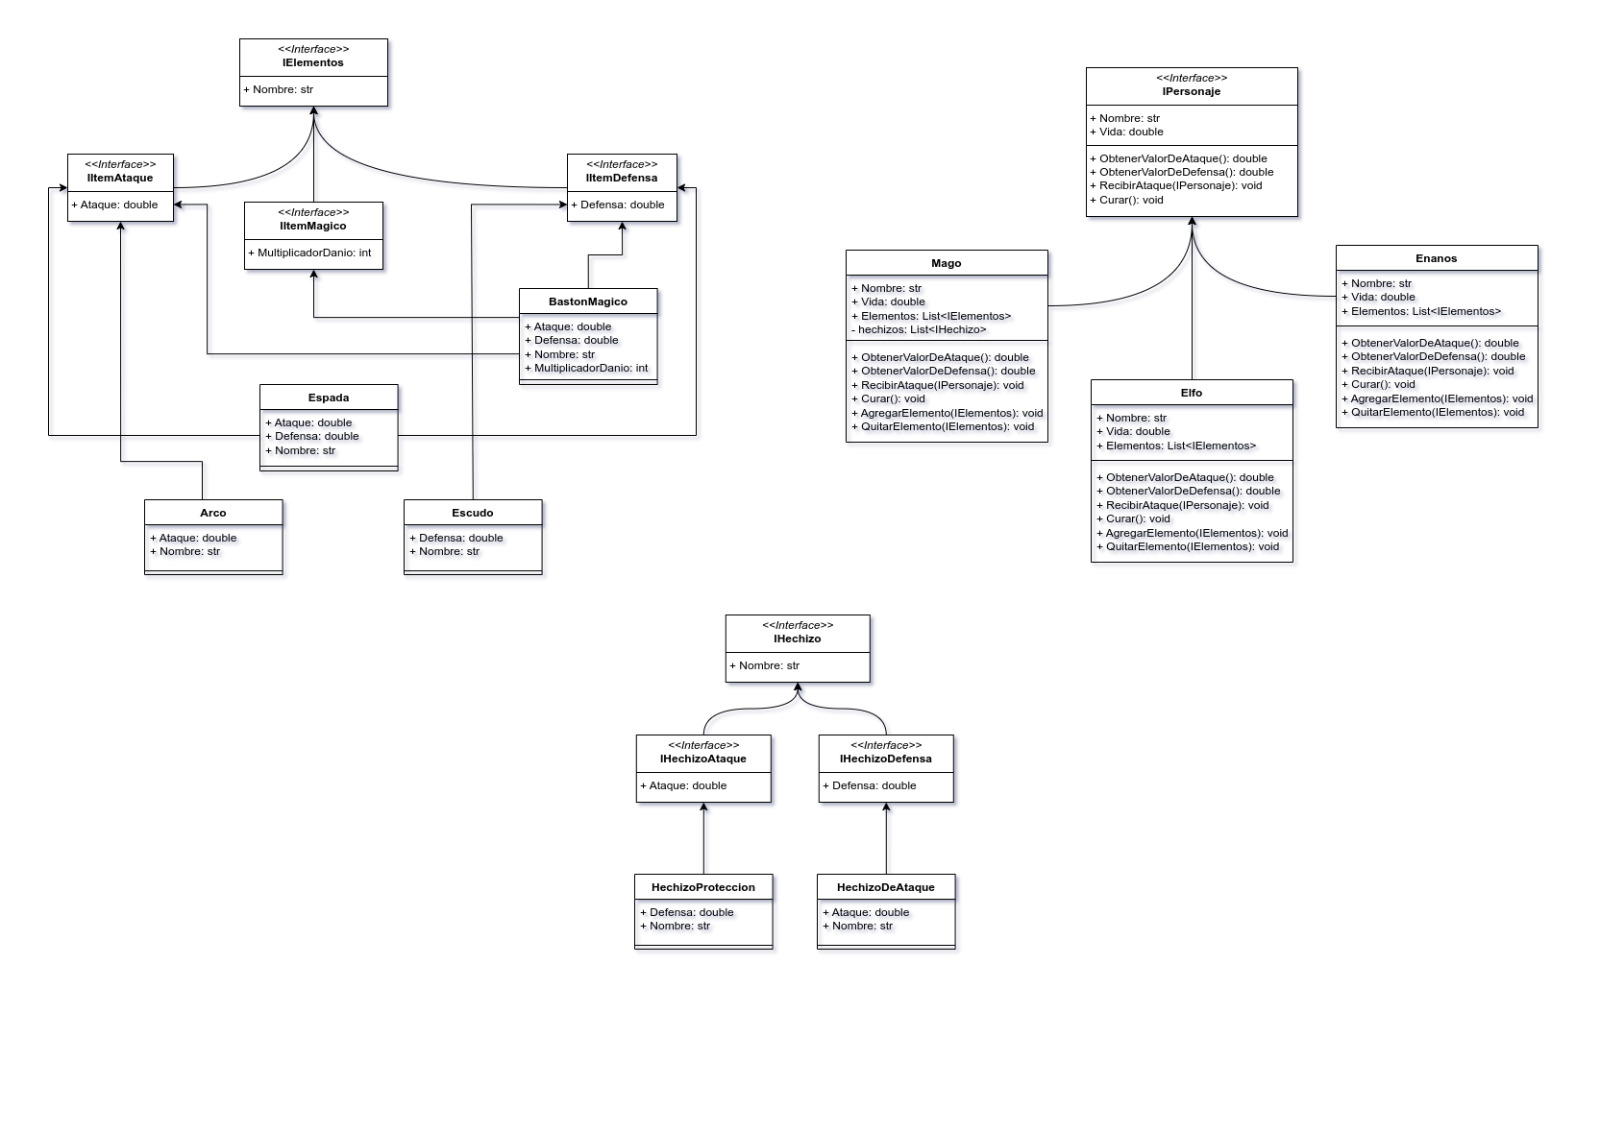 <<Interface>>
IElementos
+ Nombre: str
<<Interface>>
IItemAtaque
+ Ataque: double
<<Interface>>
IItemMagico
+ MultiplicadorDanio: int
<<Interface>>
IItemDefensa
+ Defensa: double
BastonMagico
+ Ataque: double
+ Defensa: double
+ Nombre: str
+ MultiplicadorDanio: int
Espada
+ Ataque: double
+ Defensa: double
+ Nombre: str
Arco
+ Ataque: double
+ Nombre: str
Escudo
+ Defensa: double
+ Nombre: str
<<Interface>>
IPersonaje
+ Nombre: str
+ Vida: double
+ ObtenerValorDeAtaque(): double
+ ObtenerValorDeDefensa(): double
+ RecibirAtaque(IPersonaje): void
+ Curar(): void
Mago
+ Nombre: str
+ Vida: double
+ Elementos: List<IElementos>
- hechizos: List<IHechizo>
+ ObtenerValorDeAtaque(): double
+ ObtenerValorDeDefensa(): double
+ RecibirAtaque(IPersonaje): void
+ Curar(): void
+ AgregarElemento(IElementos): void
+ QuitarElemento(IElementos): void
Elfo
+ Nombre: str
+ Vida: double
+ Elementos: List<IElementos>
+ ObtenerValorDeAtaque(): double
+ ObtenerValorDeDefensa(): double
+ RecibirAtaque(IPersonaje): void
+ Curar(): void
+ AgregarElemento(IElementos): void
+ QuitarElemento(IElementos): void
Enanos
+ Nombre: str
+ Vida: double
+ Elementos: List<IElementos>
+ ObtenerValorDeAtaque(): double
+ ObtenerValorDeDefensa(): double
+ RecibirAtaque(IPersonaje): void
+ Curar(): void
+ AgregarElemento(IElementos): void
+ QuitarElemento(IElementos): void
<<Interface>>
IHechizo
+ Nombre: str
<<Interface>>
IHechizoAtaque
+ Ataque: double
<<Interface>>
IHechizoDefensa
+ Defensa: double
HechizoProteccion
+ Defensa: double
+ Nombre: str
HechizoDeAtaque
+ Ataque: double
+ Nombre: str